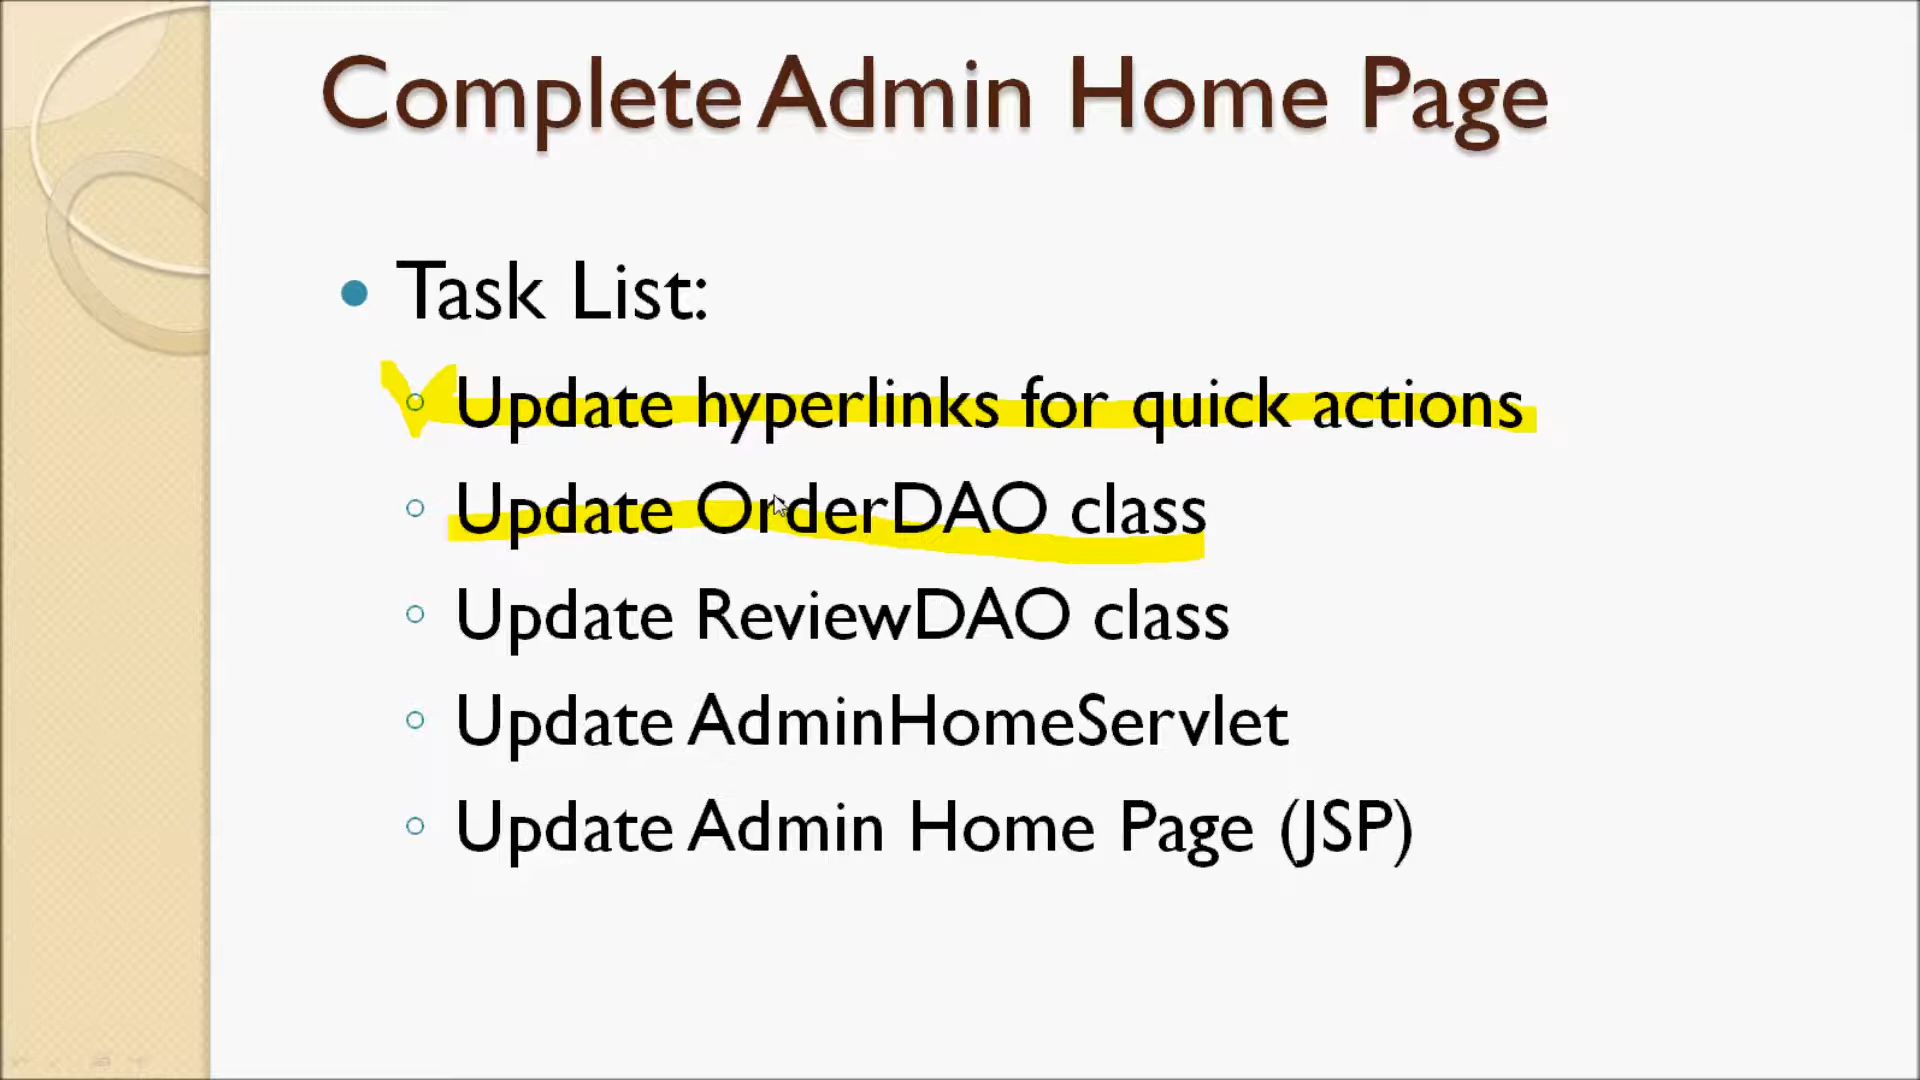 Complete Admin Home Page
Task List:
Update hyperlinks for quick actions
Update OrderDAO class
Update ReviewDAO class
Update AdminHomeServlet
Update Admin Home Page (JSP)